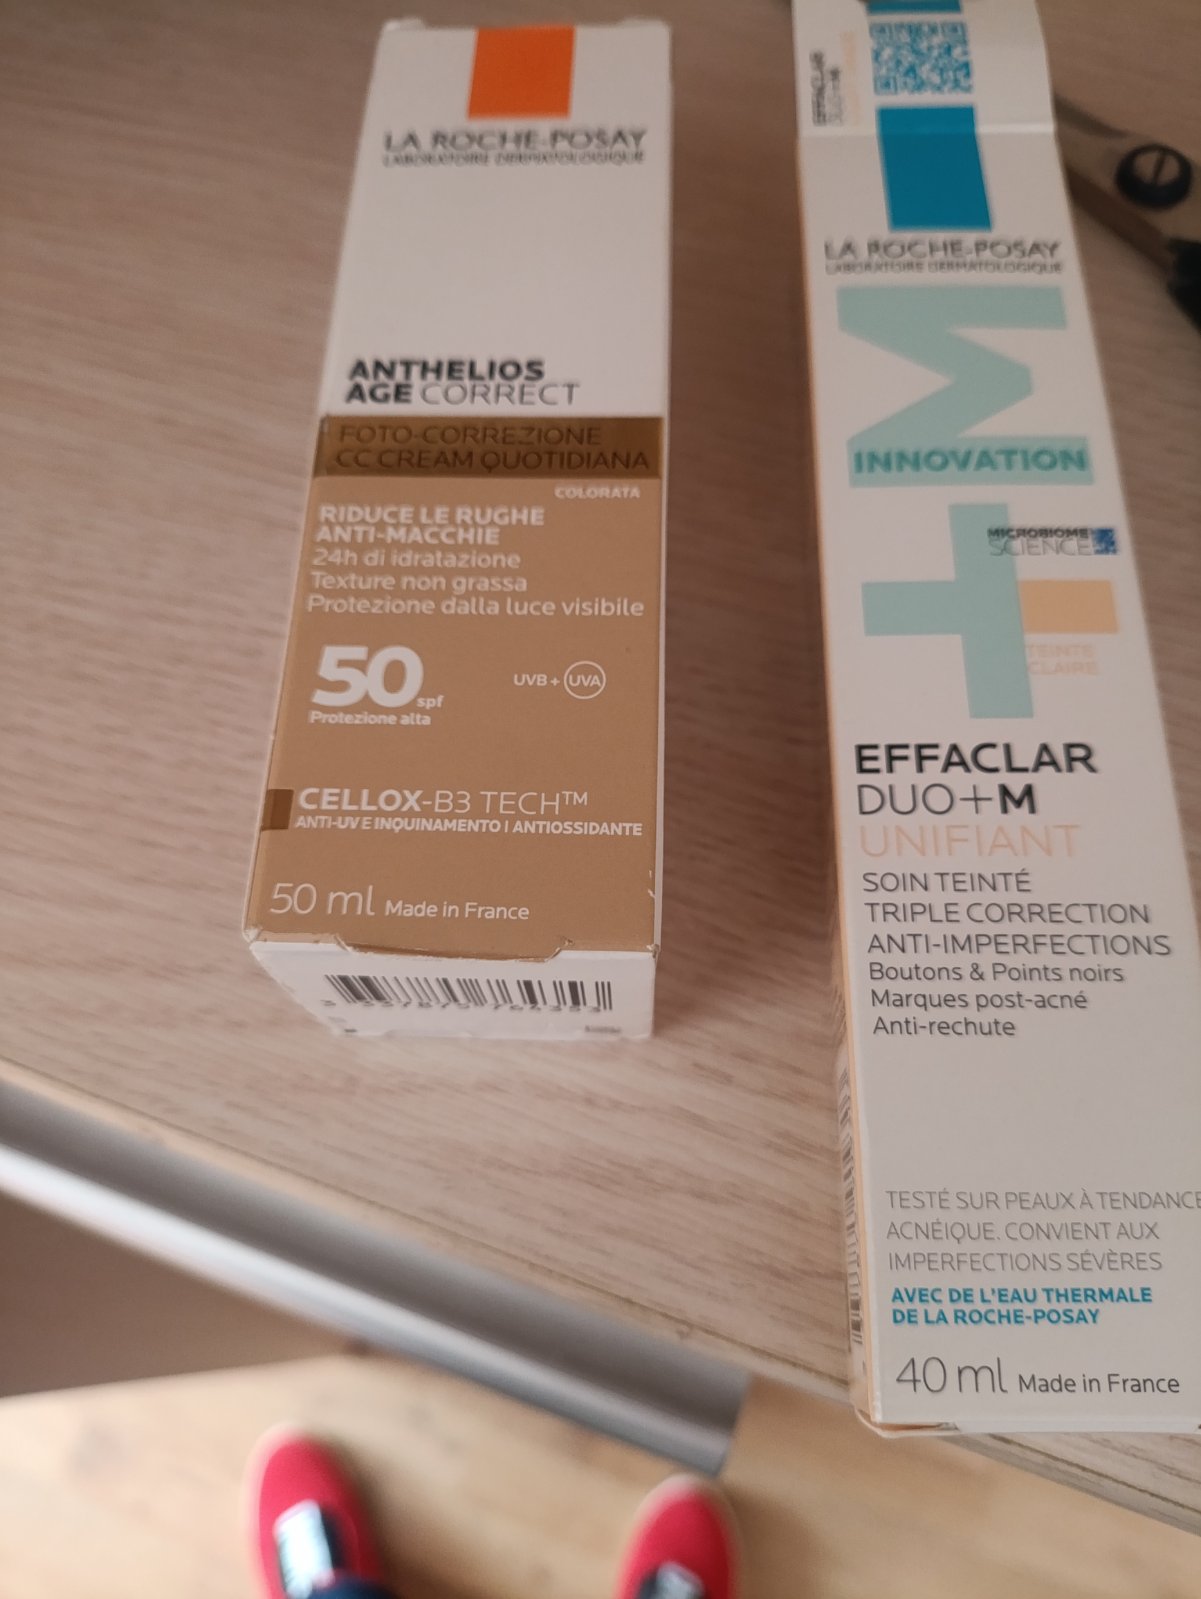 LA ROCHE-POSAY
LABORATOIRE DERMATOLOGIQUE
ANTHELIOS
AGE CORRECT
FOTO-CORREZIONE
CC CREAM QUOTIDIANA
COLORATA
RIDUCE LE RUGHE
ANTI-MACCHIE
24h di idratazione
Texture non grassa
Protezione dalla luce visibile
50 spf
UVB + UVA
Protezione alta
CELLOX-B3 TECH™
ANTI-UV E INQUINAMENTO | ANTIOSSIDANTE
50 ml Made in France
EFFACLAR
DUO+M
LA ROCHE-POSAY
LABORATOIRE DERMATOLOGIQUE
+M
INNOVATION
MICROBIOME
SCIENCE
TEINTE
CLAIRE
EFFACLAR
DUO+M
UNIFIANT
SOIN TEINTÉ
TRIPLE CORRECTION
ANTI-IMPERFECTIONS
Boutons & Points noirs
Marques post-acné
Anti-rechute
TESTÉ SUR PEAUX À TENDANCE
ACNÉIQUE. CONVIENT AUX
IMPERFECTIONS SÉVÈRES
AVEC DE L'EAU THERMALE
DE LA ROCHE-POSAY
40 ml Made in France